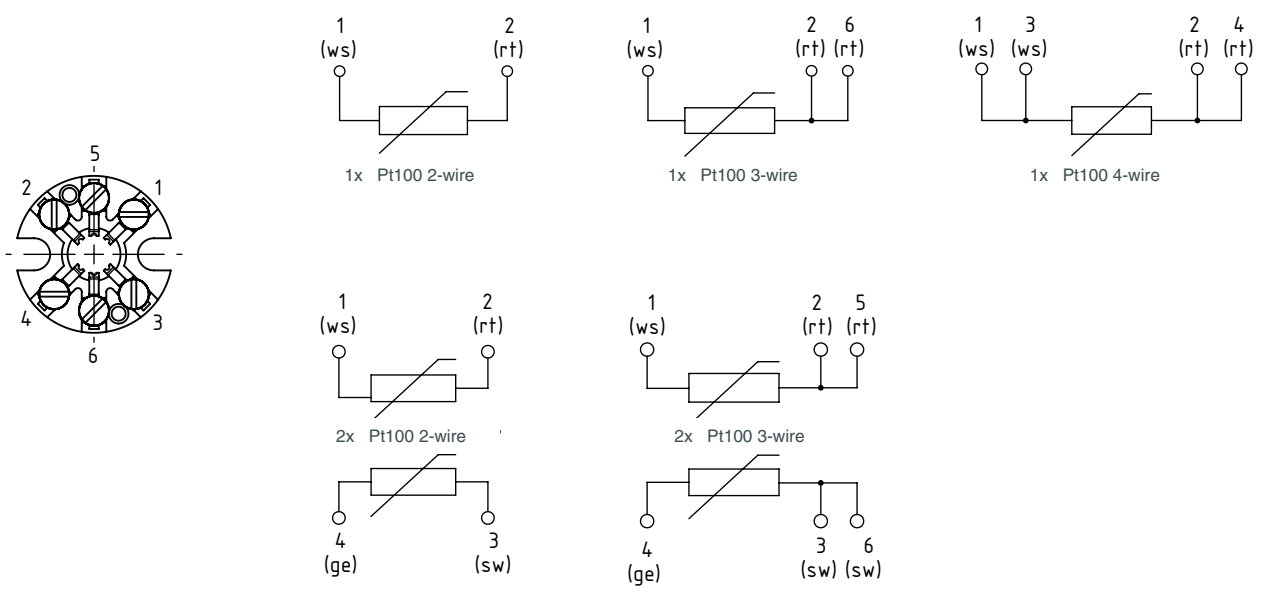 1 2
(ws) (rt)
1x Pt100 2-wire
1 2 6
(ws) (rt) (rt)
1x Pt100 3-wire
1 3 2 4
(ws) (ws) (rt) (rt)
1x Pt100 4-wire
5
2 1
4 3
6
1 2
(ws) (rt)
2x Pt100 2-wire
4 3
(ge) (sw)
1 2 5
(ws) (rt) (rt)
2x Pt100 3-wire
4 3 6
(ge) (sw) (sw)